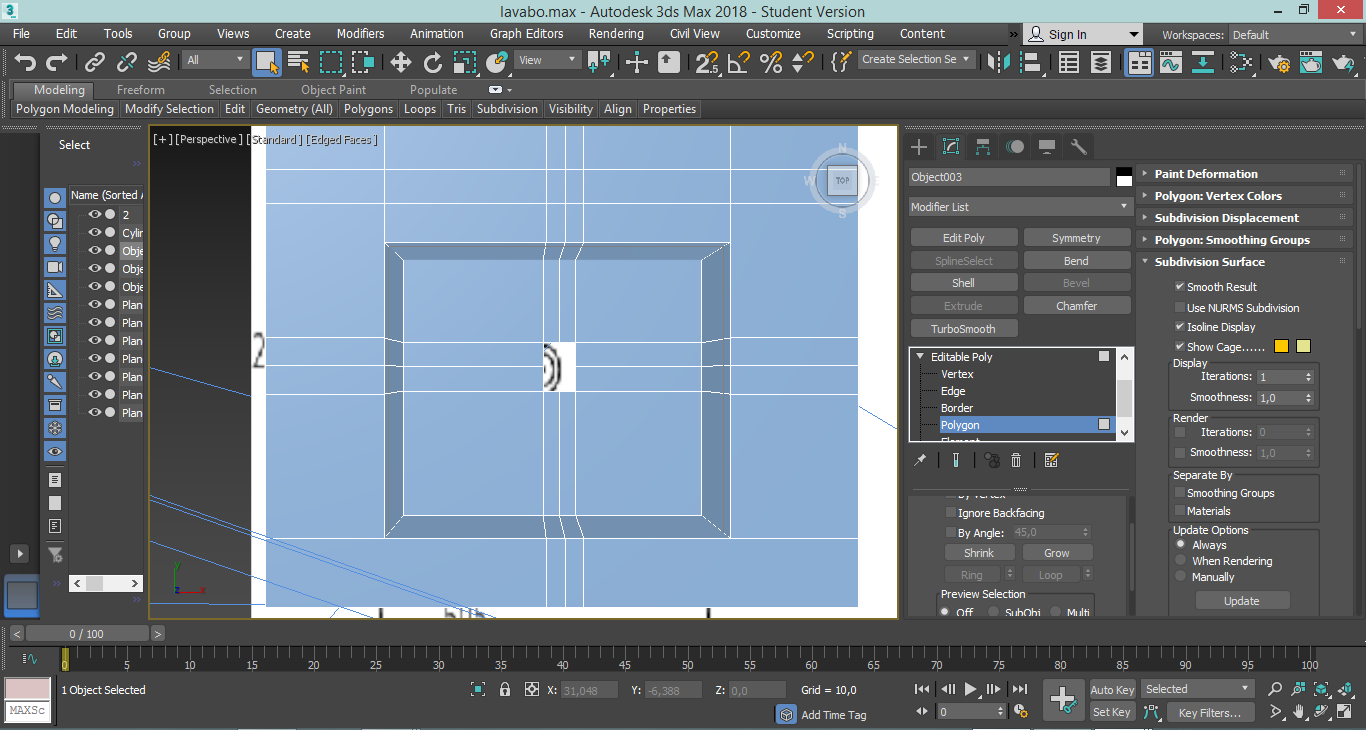 lavabo.max - Autodesk 3ds Max 2018 - Student Version
File Edit Tools Group Views Create Modifiers Animation Graph Editors Rendering Civil View Customize Scripting Content » Sign In Workspaces: Default
All View Create Selection Se
Modeling Freeform Selection Object Paint Populate
Polygon Modeling Modify Selection Edit Geometry (All) Polygons Loops Tris Subdivision Visibility Align Properties
Select
Name (Sorted A
2
Cylin
Obje
Obje
Obje
Plan
Plan
Plan
Plan
Plan
Plan
Plan
[+] [Perspective] [Standard] [Edged Faces]
N
W TOP E
S
2
y
z x
Object003
Modifier List
Edit Poly Symmetry
SplineSelect Bend
Shell Bevel
Extrude Chamfer
TurboSmooth
Editable Poly
Vertex
Edge
Border
Polygon
Element
By Vertex
Ignore Backfacing
By Angle: 45,0
Shrink Grow
Ring Loop
Preview Selection
Off SubObj Multi
Paint Deformation
Polygon: Vertex Colors
Subdivision Displacement
Polygon: Smoothing Groups
Subdivision Surface
Smooth Result
Use NURMS Subdivision
Isoline Display
Show Cage......
Display
Iterations: 1
Smoothness: 1,0
Render
Iterations: 0
Smoothness: 1,0
Separate By
Smoothing Groups
Materials
Update Options
Always
When Rendering
Manually
Update
< 0 / 100 >
0 5 10 15 20 25 30 35 40 45 50 55 60 65 70 75 80 85 90 95 100
MAXSc
1 Object Selected X: 31,048 Y: -6,388 Z: 0,0 Grid = 10,0
Add Time Tag
0
Auto Key Selected
Set Key Key Filters...